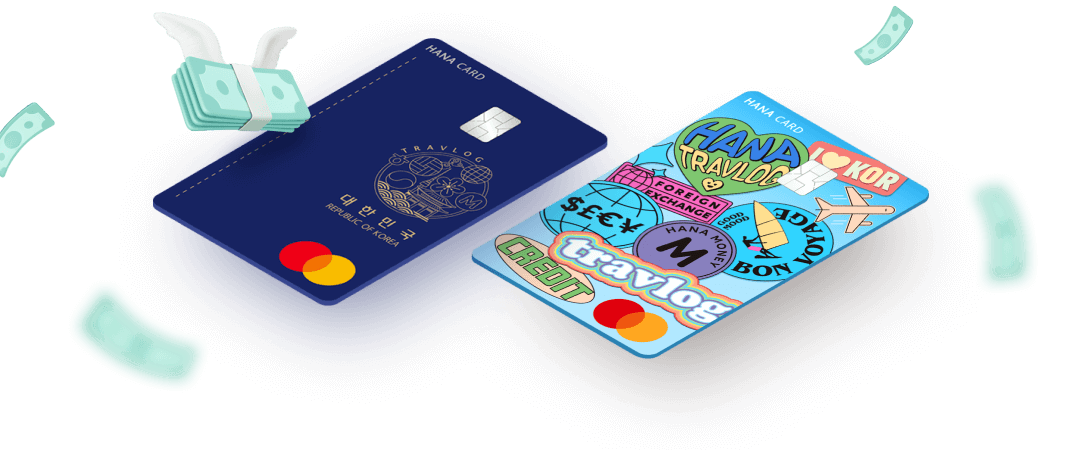 HANA CARD
TRAVLOG
대한민국
REPUBLIC OF KOREA
HANA CARD
HANA
TRAVLOG
I KOR
FOREIGN
EXCHANGE
$£€¥
GOOD
MOOD
BON VOYAGE
HANA MONEY
M
CREDIT
travlog